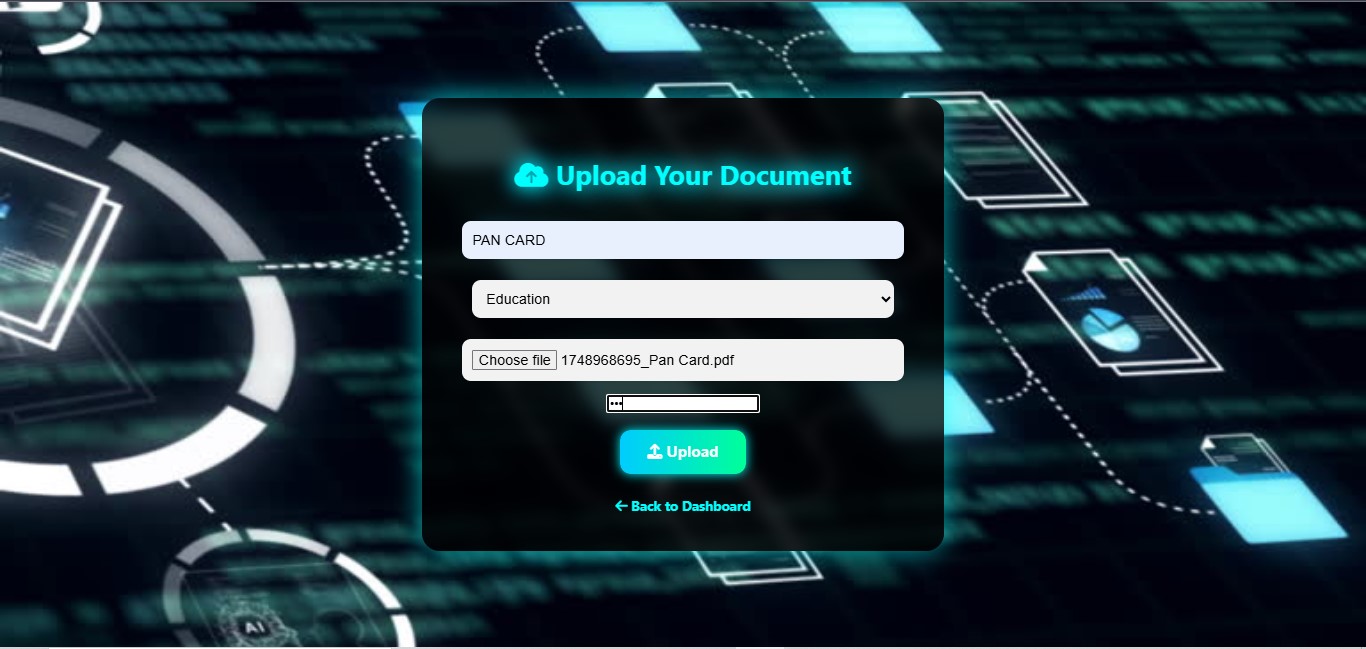 Upload Your Document
PAN CARD
Education
Choose file 1748968695_Pan Card.pdf
•••
Upload
Back to Dashboard
AI